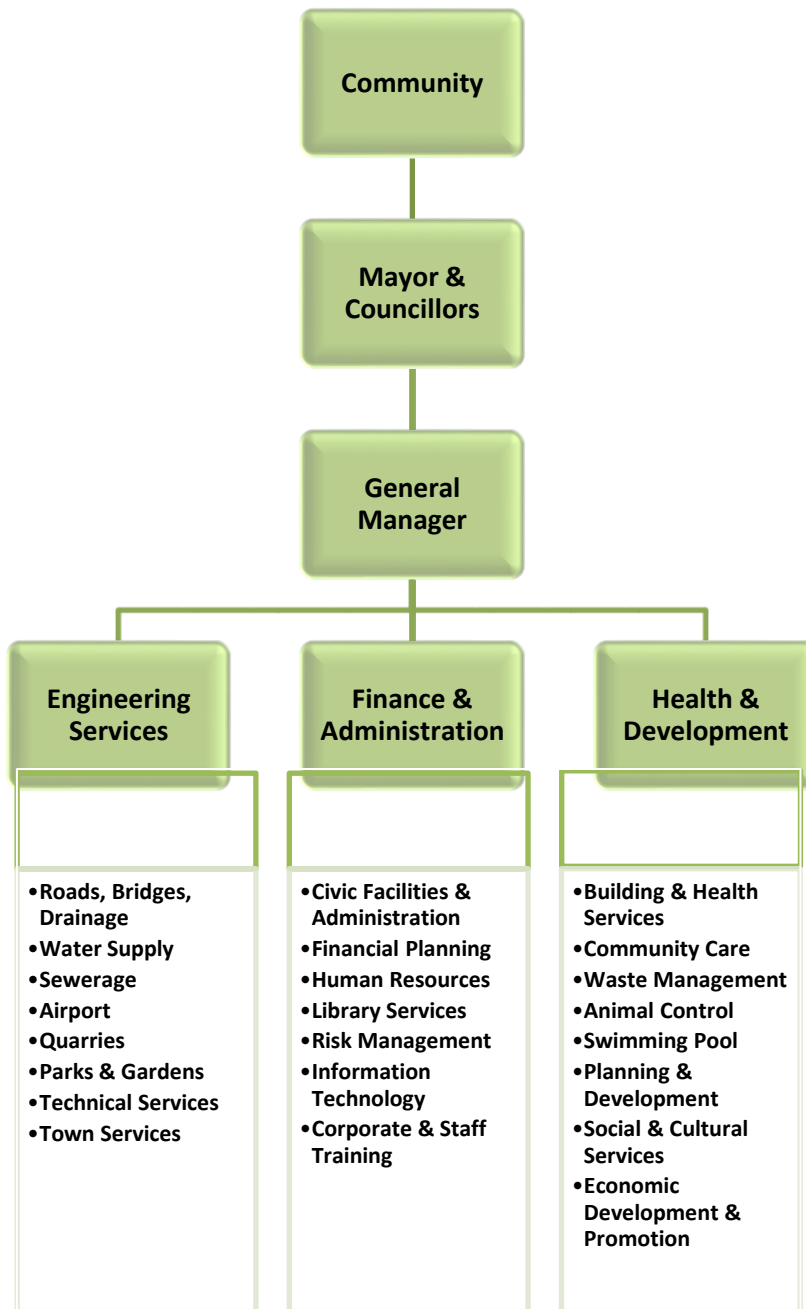 Community
Mayor &
Councillors
General
Manager
Engineering
Services
•Roads, Bridges,
Drainage
•Water Supply
•Sewerage
•Airport
•Quarries
•Parks & Gardens
•Technical Services
•Town Services
Finance &
Administration
•Civic Facilities &
Administration
•Financial Planning
•Human Resources
•Library Services
•Risk Management
•Information
Technology
•Corporate & Staff
Training
Health &
Development
•Building & Health
Services
•Community Care
•Waste Management
•Animal Control
•Swimming Pool
•Planning &
Development
•Social & Cultural
Services
•Economic
Development &
Promotion